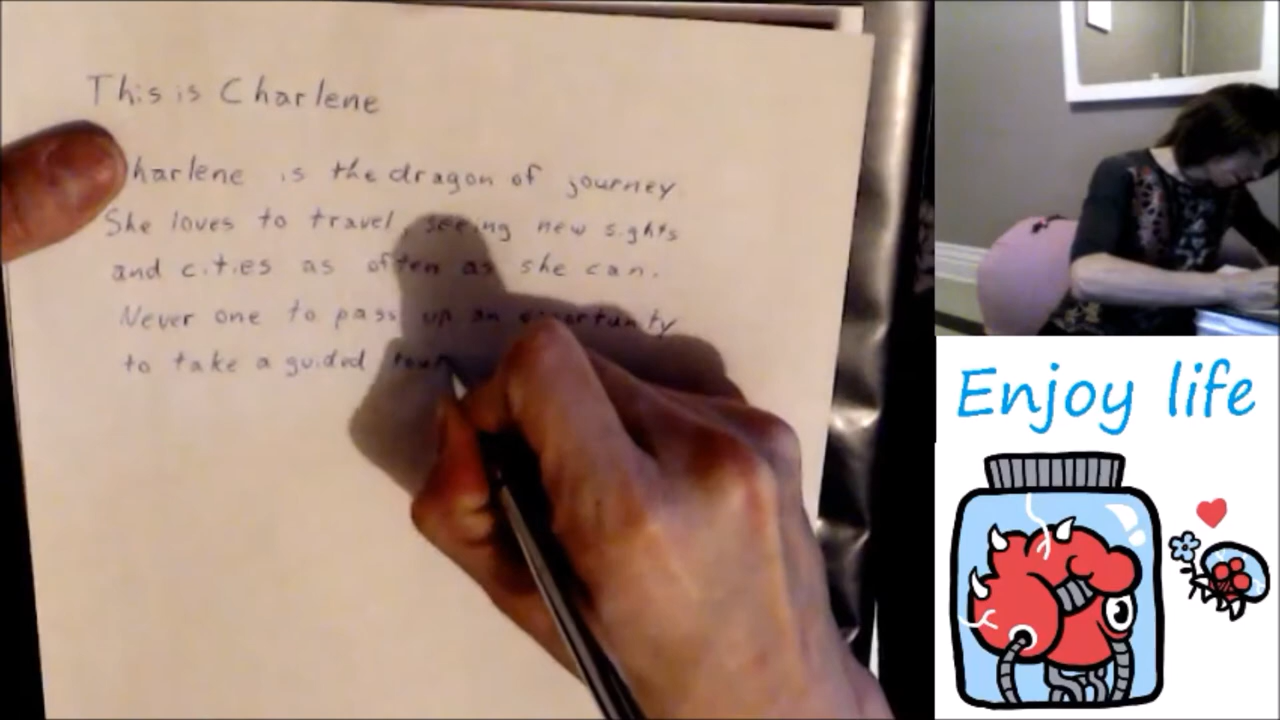 This is Charlene
harlene is the dragon of journey.
She loves to travel, seeing new sights
and cities as often as she can.
Never one to pass up an opportunity
to take a guided tour
Enjoy life